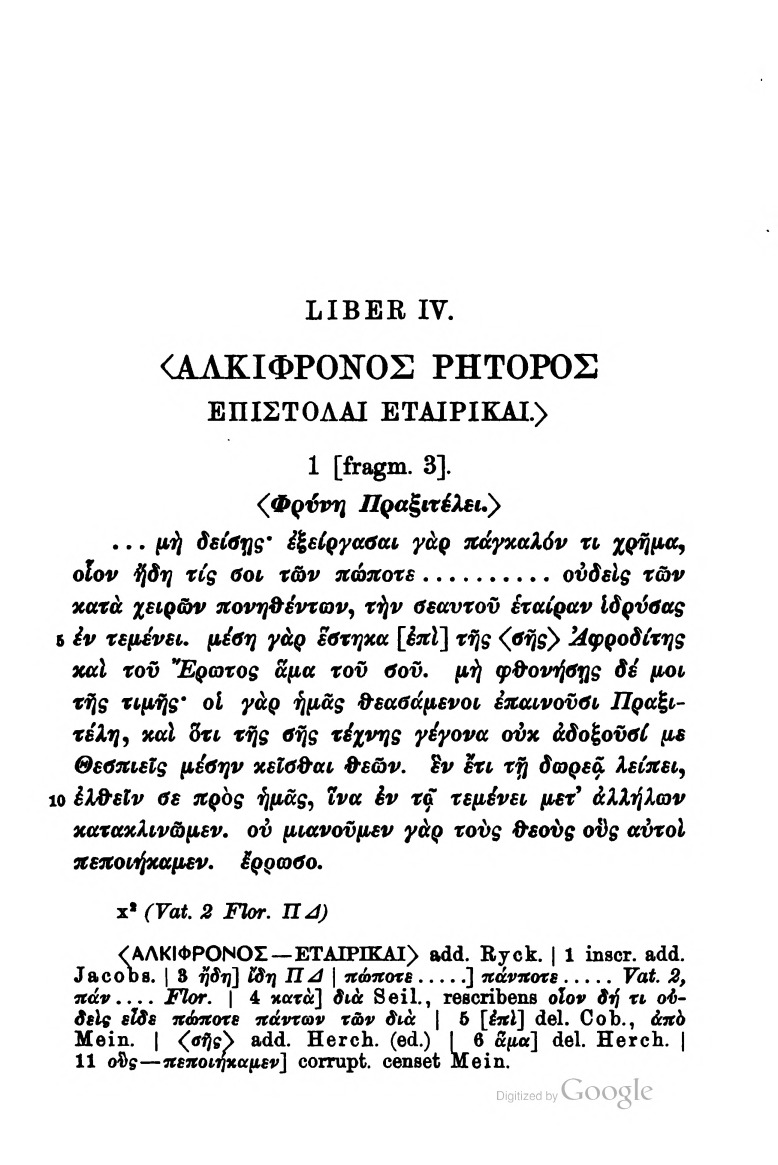 LIBER IV.
<ΑΛΚΙΦΡΟΝΟΣ ΡΗΤΟΡΟΣ
ΕΠΙΣΤΟΛΑΙ ΕΤΑΙΡΙΚΑΙ.>
1 [fragm. 3].
<Φρύνη Πραξιτέλει.>
... μὴ δείσῃς· ἐξείργασαι γὰρ πάγκαλόν τι χρῆμα,
οἷον ἤδη τίς σοι τῶν πώποτε .......... οὐδεὶς τῶν
κατὰ χειρῶν πονηθέντων, τὴν σεαυτοῦ ἑταίραν ἱδρύσας
5 ἐν τεμένει. μέση γὰρ ἕστηκα [ἐπὶ] τῆς <σῆς> Ἀφροδίτης
καὶ τοῦ Ἔρωτος ἅμα τοῦ σοῦ. μὴ φθονήσῃς δέ μοι
τῆς τιμῆς· οἱ γὰρ ἡμᾶς θεασάμενοι ἐπαινοῦσι Πραξι-
τέλη, καὶ ὅτι τῆς σῆς τέχνης γέγονα οὐκ ἀδοξοῦσί με
Θεσπιεῖς μέσην κεῖσθαι θεῶν. ἓν ἔτι τῇ δωρεᾷ λείπει,
10 ἐλθεῖν σε πρὸς ἡμᾶς, ἵνα ἐν τῷ τεμένει μετ' ἀλλήλων
κατακλινῶμεν. οὐ μιανοῦμεν γὰρ τοὺς θεοὺς οὓς αὐτοὶ
πεποιήκαμεν. ἔρρωσο.
x² (Vat. 2 Flor. Π Δ)
<ΑΛΚΙΦΡΟΝΟΣ—ΕΤΑΙΡΙΚΑΙ> add. Ryck. | 1 inscr. add.
Jacobs. | 3 ἤδη] ἴδη Π Δ | πώποτε .....] πάνποτε ..... Vat. 2,
πάν .... Flor. | 4 κατὰ] διὰ Seil., rescribens οἷον δή τι οὐ-
δεὶς εἶδε πώποτε πάντων τῶν διὰ | 5 [ἐπὶ] del. Cob., ἀπὸ
Mein. | <σῆς> add. Herch. (ed.) | 6 ἅμα] del. Herch. |
11 οὓς—πεποιήκαμεν] corrupt. censet Mein.
Digitized by Google